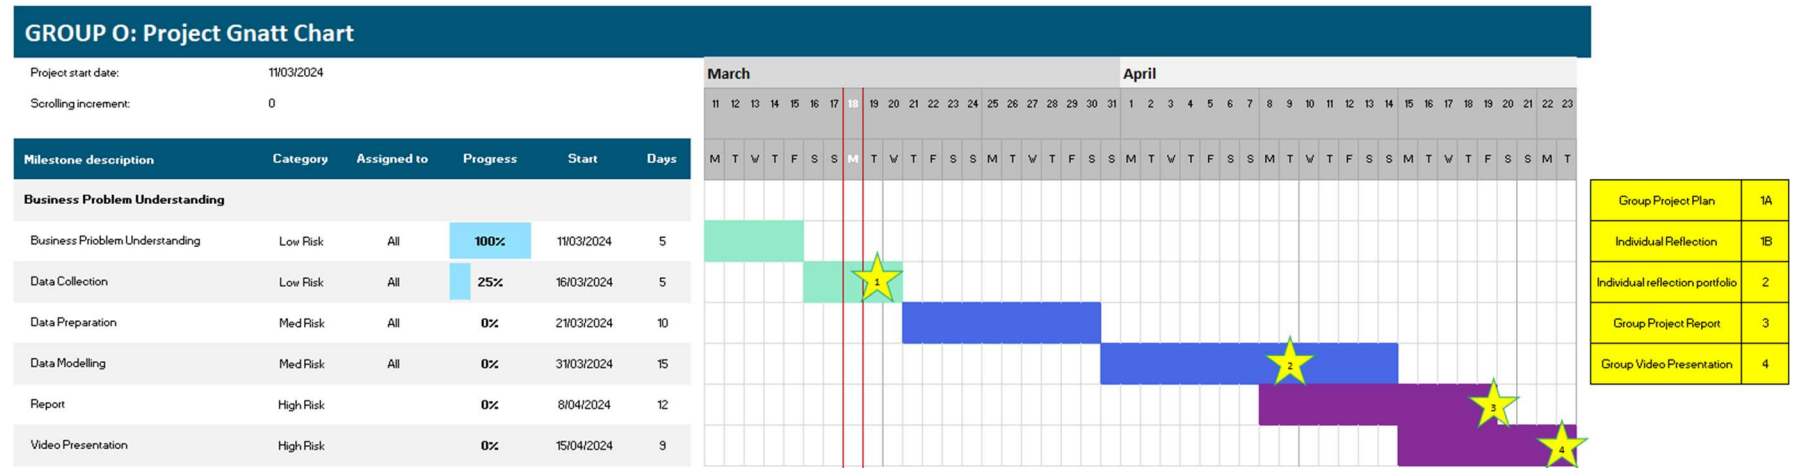 GROUP O: Project Gnatt Chart
Project start date: 11/03/2024
Scrolling increment: 0
March April
11 12 13 14 15 16 17 18 19 20 21 22 23 24 25 26 27 28 29 30 31 1 2 3 4 5 6 7 8 9 10 11 12 13 14 15 16 17 18 19 20 21 22 23
Milestone description Category Assigned to Progress Start Days M T W T F S S M T W T F S S M T W T F S S M T W T F S S M T W T F S S M T W T F S S M T
Business Problem Understanding Group Project Plan 1A
Business Prioblem Understanding Low Risk All 100% 11/03/2024 5 Individual Reflection 1B
Data Collection Low Risk All 25% 16/03/2024 5 1 Individual reflection portfolio 2
Data Preparation Med Risk All 0% 21/03/2024 10 Group Project Report 3
Data Modelling Med Risk All 0% 31/03/2024 15 2 Group Video Presentation 4
Report High Risk 0% 8/04/2024 12 3
Video Presentation High Risk 0% 15/04/2024 9 4